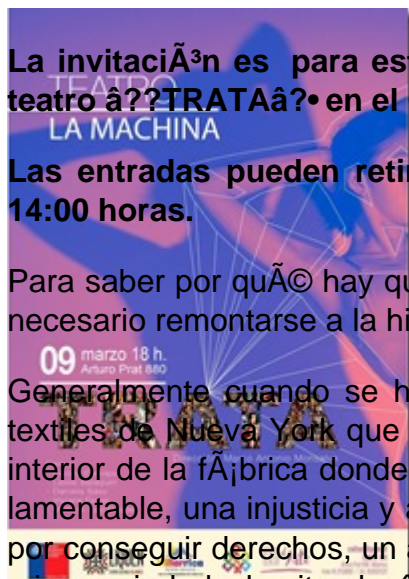 La invitaciÃ³n es para es
TEATRO
teatro â??TRATAâ?• en el
LA MACHINA
Las entradas pueden reti
14:00 horas.
Para saber por quÃ© hay qu
necesario remontarse a la hi
09 marzo 18 h.
Arturo Prat 880
Generalmente cuando se h
TRATA
textiles de Nueva York que
interior de la fÃ¡brica donde
lamentable, una injusticia y a
por conseguir derechos, un